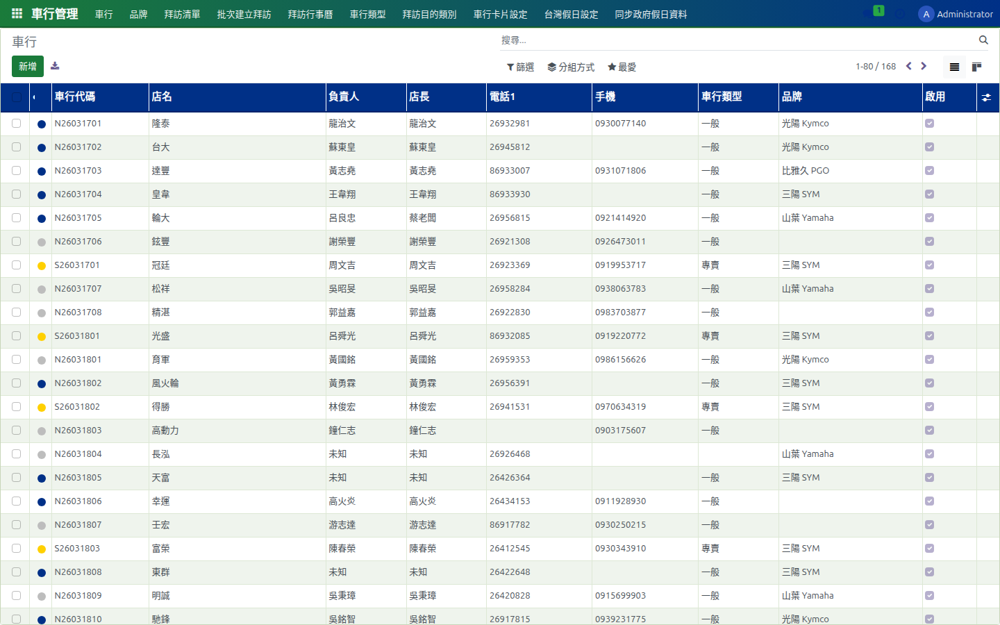 車行管理 車行 品牌 拜訪清單 批次建立拜訪 拜訪行事曆 車行類型 拜訪目的類別 車行卡片設定 台灣假日設定 同步政府假日資料 1 A Administrator
車行 搜尋...
新增 篩選 分組方式 最愛 1-80 / 168
車行代碼 店名 負責人 店長 電話1 手機 車行類型 品牌 啟用
N26031701 隆泰 龍治文 龍治文 26932981 0930077140 一般 光陽 Kymco
N26031702 台大 蘇東皇 蘇東皇 26945812 一般 光陽 Kymco
N26031703 達豐 黃志堯 黃志堯 86933007 0931071806 一般 比雅久 PGO
N26031704 皇韋 王韋翔 王韋翔 86933930 一般 三陽 SYM
N26031705 輪大 呂良忠 蔡老闆 26956815 0921414920 一般 山葉 Yamaha
N26031706 鉉豐 謝榮豐 謝榮豐 26921308 0926473011 一般
S26031701 冠廷 周文吉 周文吉 26923369 0919953717 專賣 三陽 SYM
N26031707 松祥 吳昭旻 吳昭旻 26958284 0938063783 一般 山葉 Yamaha
N26031708 精湛 郭益嘉 郭益嘉 26922830 0983703877 一般
S26031801 光盛 呂舜光 呂舜光 86932085 0919220772 專賣 三陽 SYM
N26031801 育軍 黃國銘 黃國銘 26959353 0986156626 一般 光陽 Kymco
N26031802 風火輪 黃勇霖 黃勇霖 26956391 一般 三陽 SYM
S26031802 得勝 林俊宏 林俊宏 26941531 0970634319 專賣 三陽 SYM
N26031803 高動力 鐘仁志 鐘仁志 0903175607 一般
N26031804 長泓 未知 未知 26926468 山葉 Yamaha
N26031805 天富 未知 未知 26426364 一般 三陽 SYM
N26031806 幸運 高火炎 高火炎 26434153 0911928930 一般
N26031807 壬宏 游志達 游志達 86917782 0930250215 一般
S26031803 富榮 陳春榮 陳春榮 26412545 0930343910 專賣 三陽 SYM
N26031808 東群 未知 未知 26422648 一般 三陽 SYM
N26031809 明誠 吳秉璋 吳秉璋 26420828 0915699903 一般 山葉 Yamaha
N26031810 馳鋒 吳銘智 吳銘智 26917815 0939231775 一般 光陽 Kymco